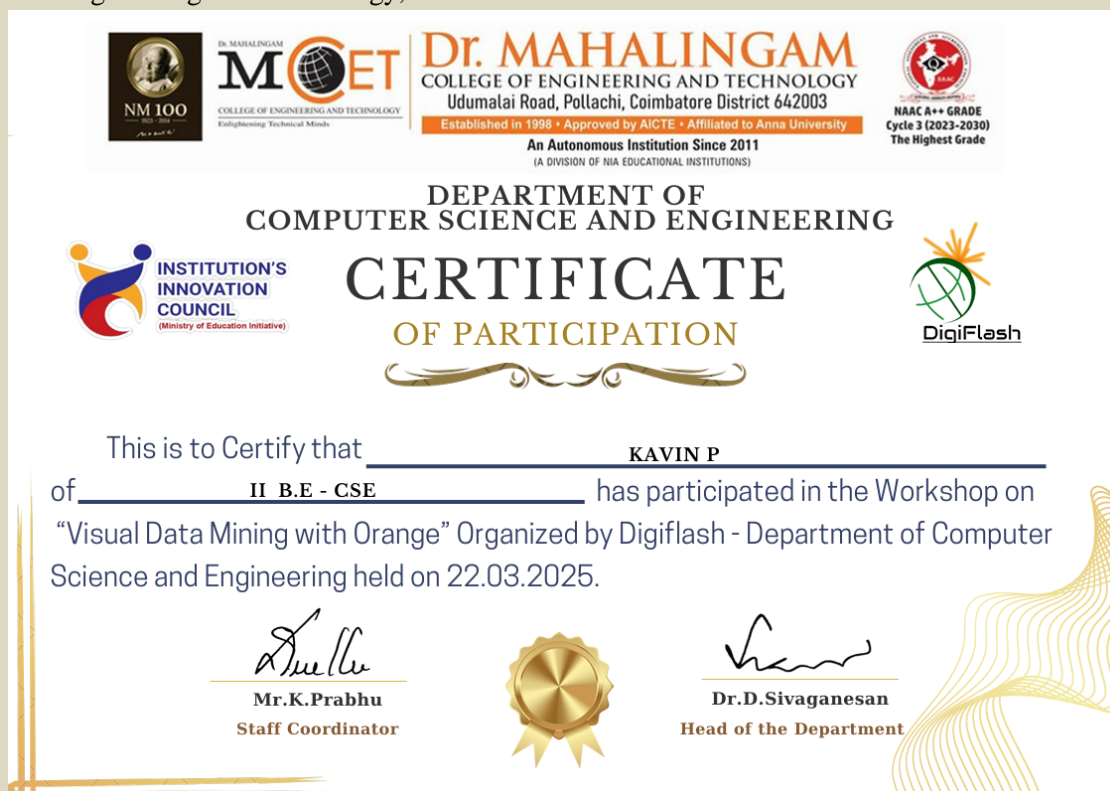 NM 100
1923 - 2014
Dr. MAHALINGAM
MCET
COLLEGE OF ENGINEERING AND TECHNOLOGY
Enlightening Technical Minds
Dr. MAHALINGAM
COLLEGE OF ENGINEERING AND TECHNOLOGY
Udumalai Road, Pollachi, Coimbatore District 642003
Established in 1998 • Approved by AICTE • Affiliated to Anna University
An Autonomous Institution Since 2011
(A DIVISION OF NIA EDUCATIONAL INSTITUTIONS)
NAAC A++ GRADE
Cycle 3 (2023-2030)
The Highest Grade
DEPARTMENT OF
COMPUTER SCIENCE AND ENGINEERING
INSTITUTION'S
INNOVATION
COUNCIL
(Ministry of Education Initiative)
CERTIFICATE
OF PARTICIPATION
DigiFlash
This is to Certify that KAVIN P
of II B.E - CSE has participated in the Workshop on
“Visual Data Mining with Orange” Organized by Digiflash - Department of Computer
Science and Engineering held on 22.03.2025.
Mr.K.Prabhu
Staff Coordinator
Dr.D.Sivaganesan
Head of the Department